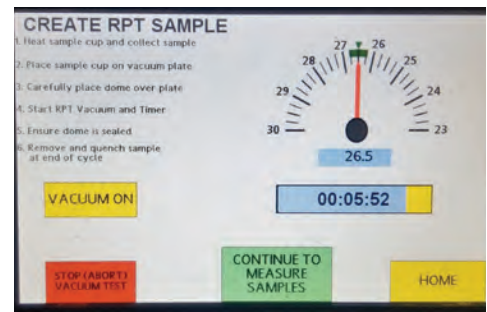 CREATE RPT SAMPLE
1. Heat sample cup and collect sample
2. Place sample cup on vacuum plate
3. Carefully place dome over plate
4. Start RPT Vacuum and Timer
5. Ensure dome is sealed
6. Remove and quench sample
at end of cycle
27 26
28 25
29 24
30 23
26.5
VACUUM ON
00:05:52
STOP (ABORT)
VACUUM TEST
CONTINUE TO
MEASURE
SAMPLES
HOME